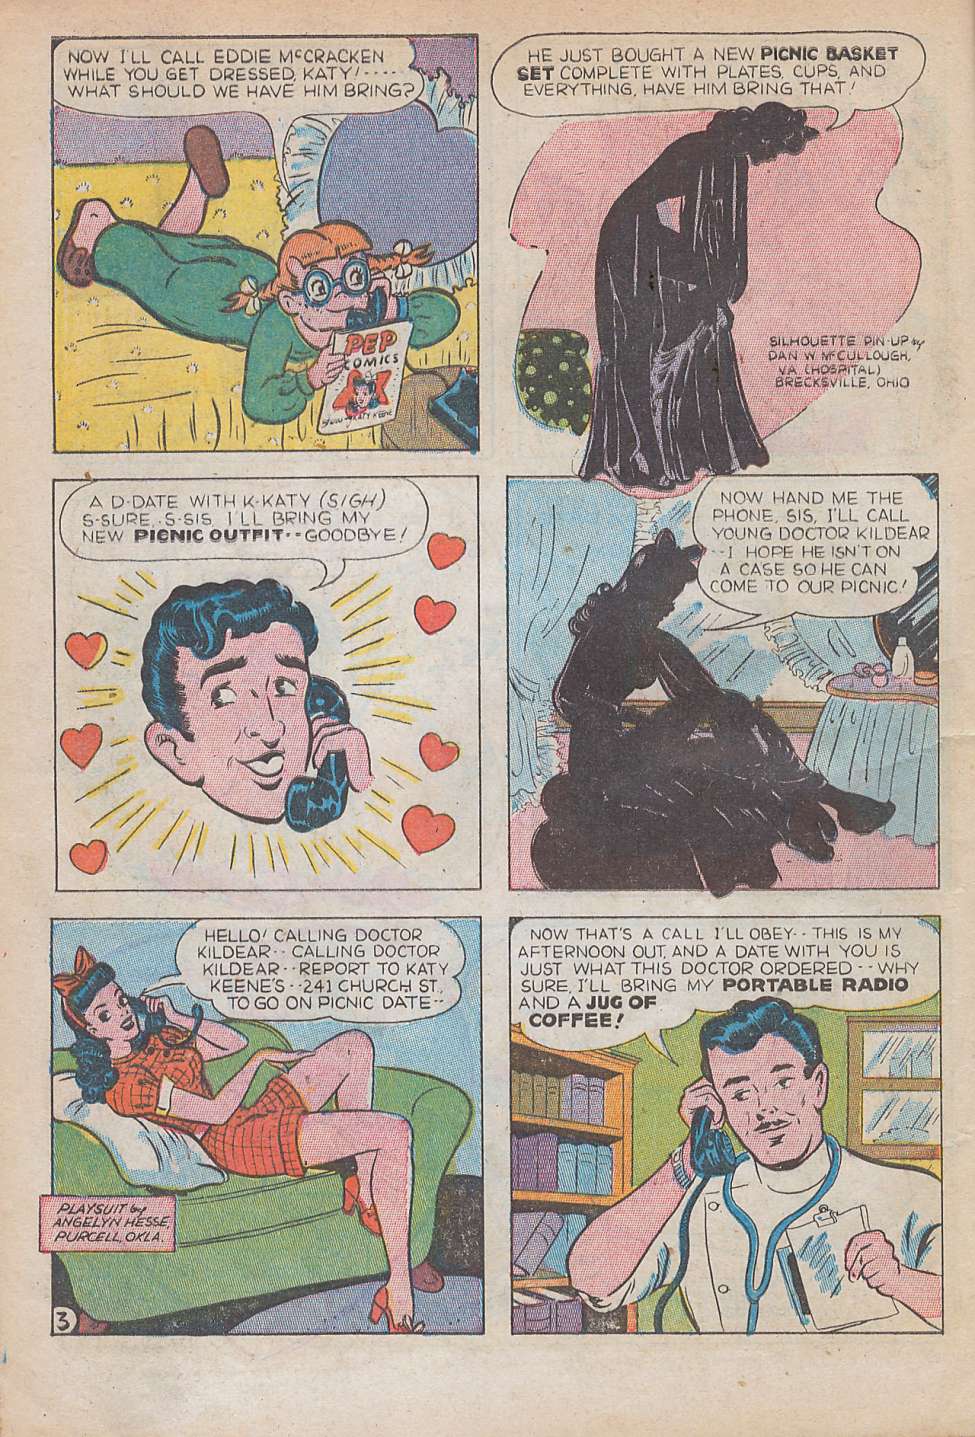 NOW I'LL CALL EDDIE McCRACKEN
WHILE YOU GET DRESSED, KATY!-----
WHAT SHOULD WE HAVE HIM BRING?
PEP
COMICS
KATY KEENE
HE JUST BOUGHT A NEW PICNIC BASKET
SET COMPLETE WITH PLATES, CUPS, AND
EVERYTHING, HAVE HIM BRING THAT!
SILHOUETTE PIN-UP by
DAN W. McCULLOUGH,
VA (HOSPITAL)
BRECKSVILLE, OHIO
A D-DATE WITH K-KATY (SIGH)
S-SURE, S-SIS, I'LL BRING MY
NEW PICNIC OUTFIT--GOODBYE!
NOW HAND ME THE
PHONE, SIS, I'LL CALL
YOUNG DOCTOR KILDEAR
--I HOPE HE ISN'T ON
A CASE SO HE CAN
COME TO OUR PICNIC!
HELLO! CALLING DOCTOR
KILDEAR-- CALLING DOCTOR
KILDEAR--REPORT TO KATY
KEENE'S--241 CHURCH ST.,
TO GO ON PICNIC DATE--
PLAYSUIT by
ANGELYN HESSE,
PURCELL, OKLA.
3
NOW THAT'S A CALL I'LL OBEY--THIS IS MY
AFTERNOON OUT, AND A DATE WITH YOU IS
JUST WHAT THIS DOCTOR ORDERED--WHY
SURE, I'LL BRING MY PORTABLE RADIO
AND A JUG OF
COFFEE!